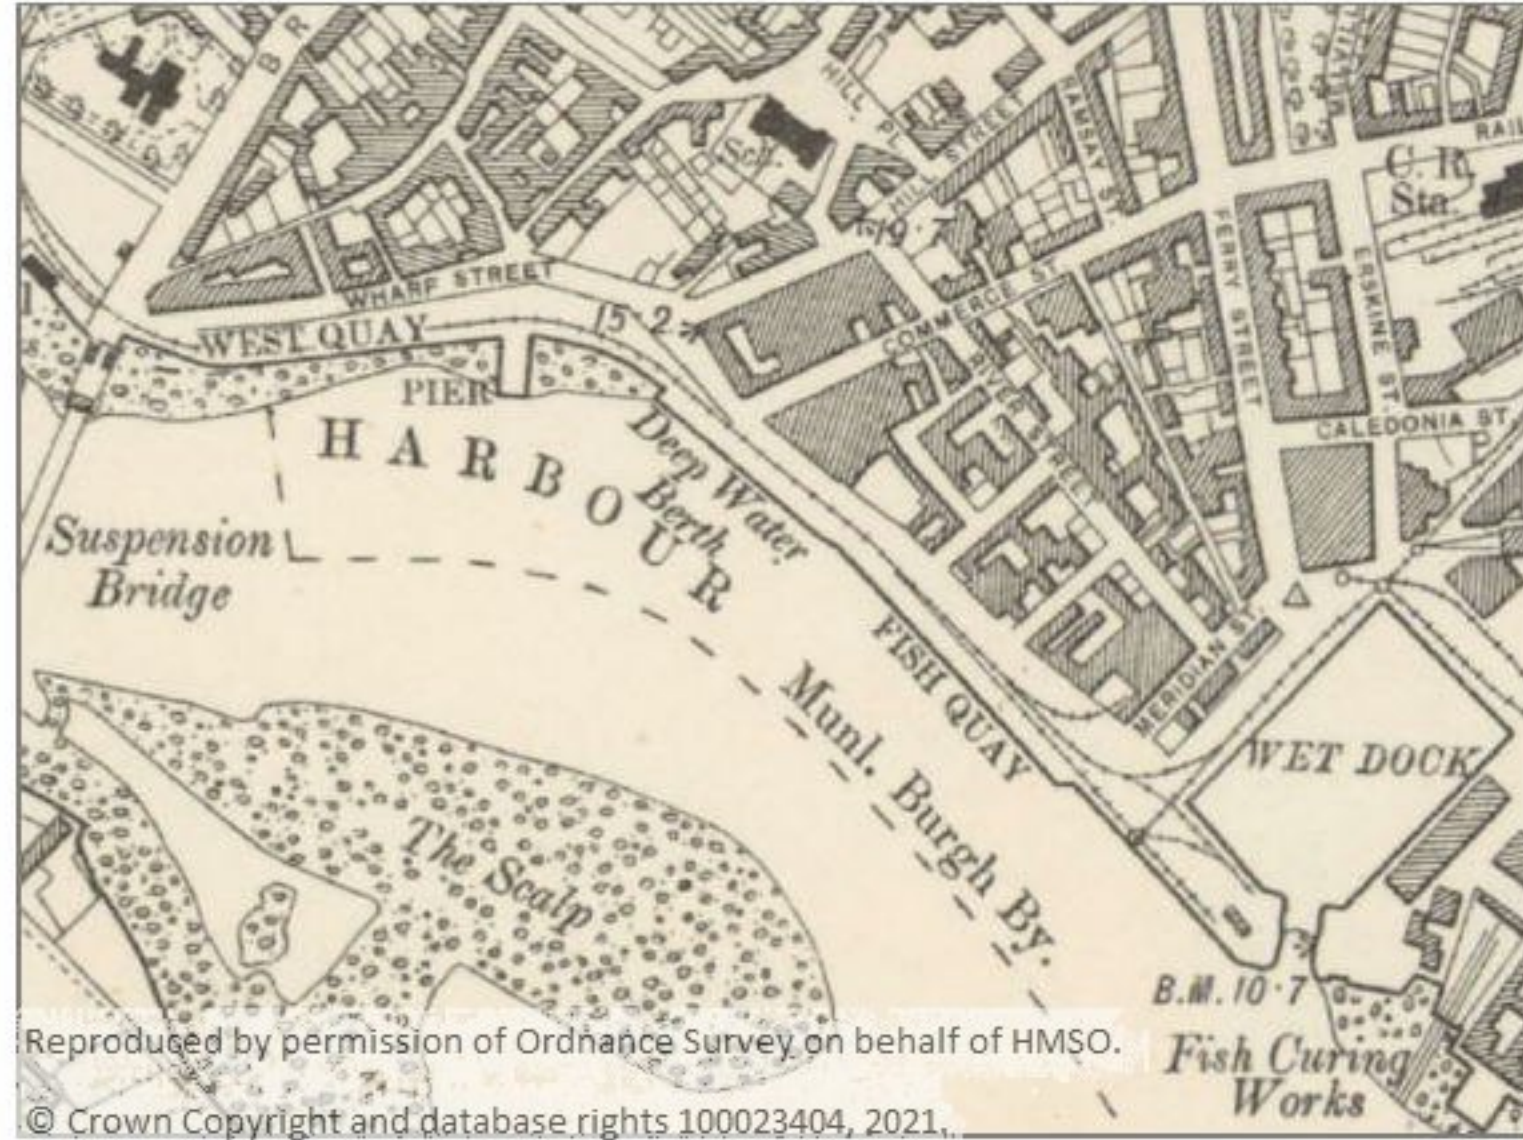 B R
HILL PL
HILL STREET
RAMSAY ST.
RAIL
C. R.
Sta.
Sch.
19·7
WHARF STREET
WEST QUAY
15·2
COMMERCE ST
FERRY STREET
ERSKINE ST.
CALEDONIA ST.
P
RIVER STREET
PIER
HARBOUR
Deep Water
Berth
Suspension
Bridge
FISH QUAY
MERIDIAN ST.
Munl. Burgh By.
WET DOCK
The Scalp
B.M. 10·7
Fish Curing
Works
Reproduced by permission of Ordnance Survey on behalf of HMSO.
© Crown Copyright and database rights 100023404, 2021.